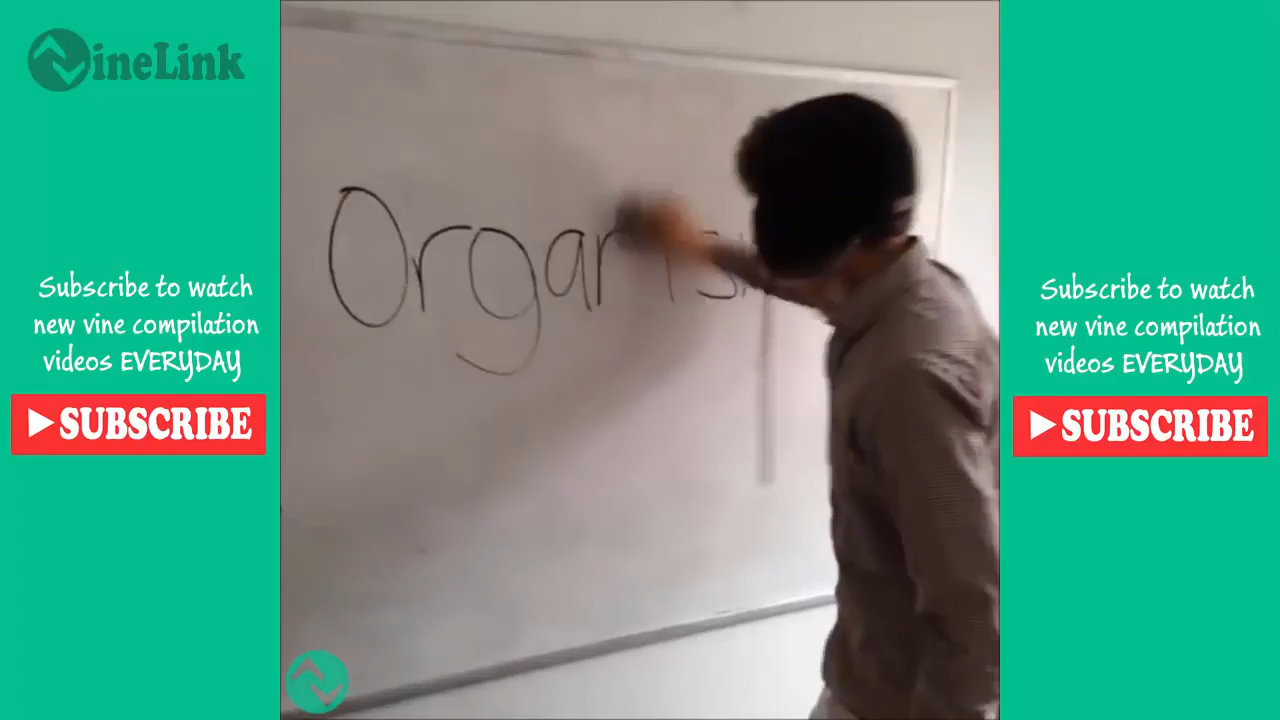 VineLink
Organism
Subscribe to watch
new vine compilation
videos EVERYDAY
SUBSCRIBE
Subscribe to watch
new vine compilation
videos EVERYDAY
SUBSCRIBE